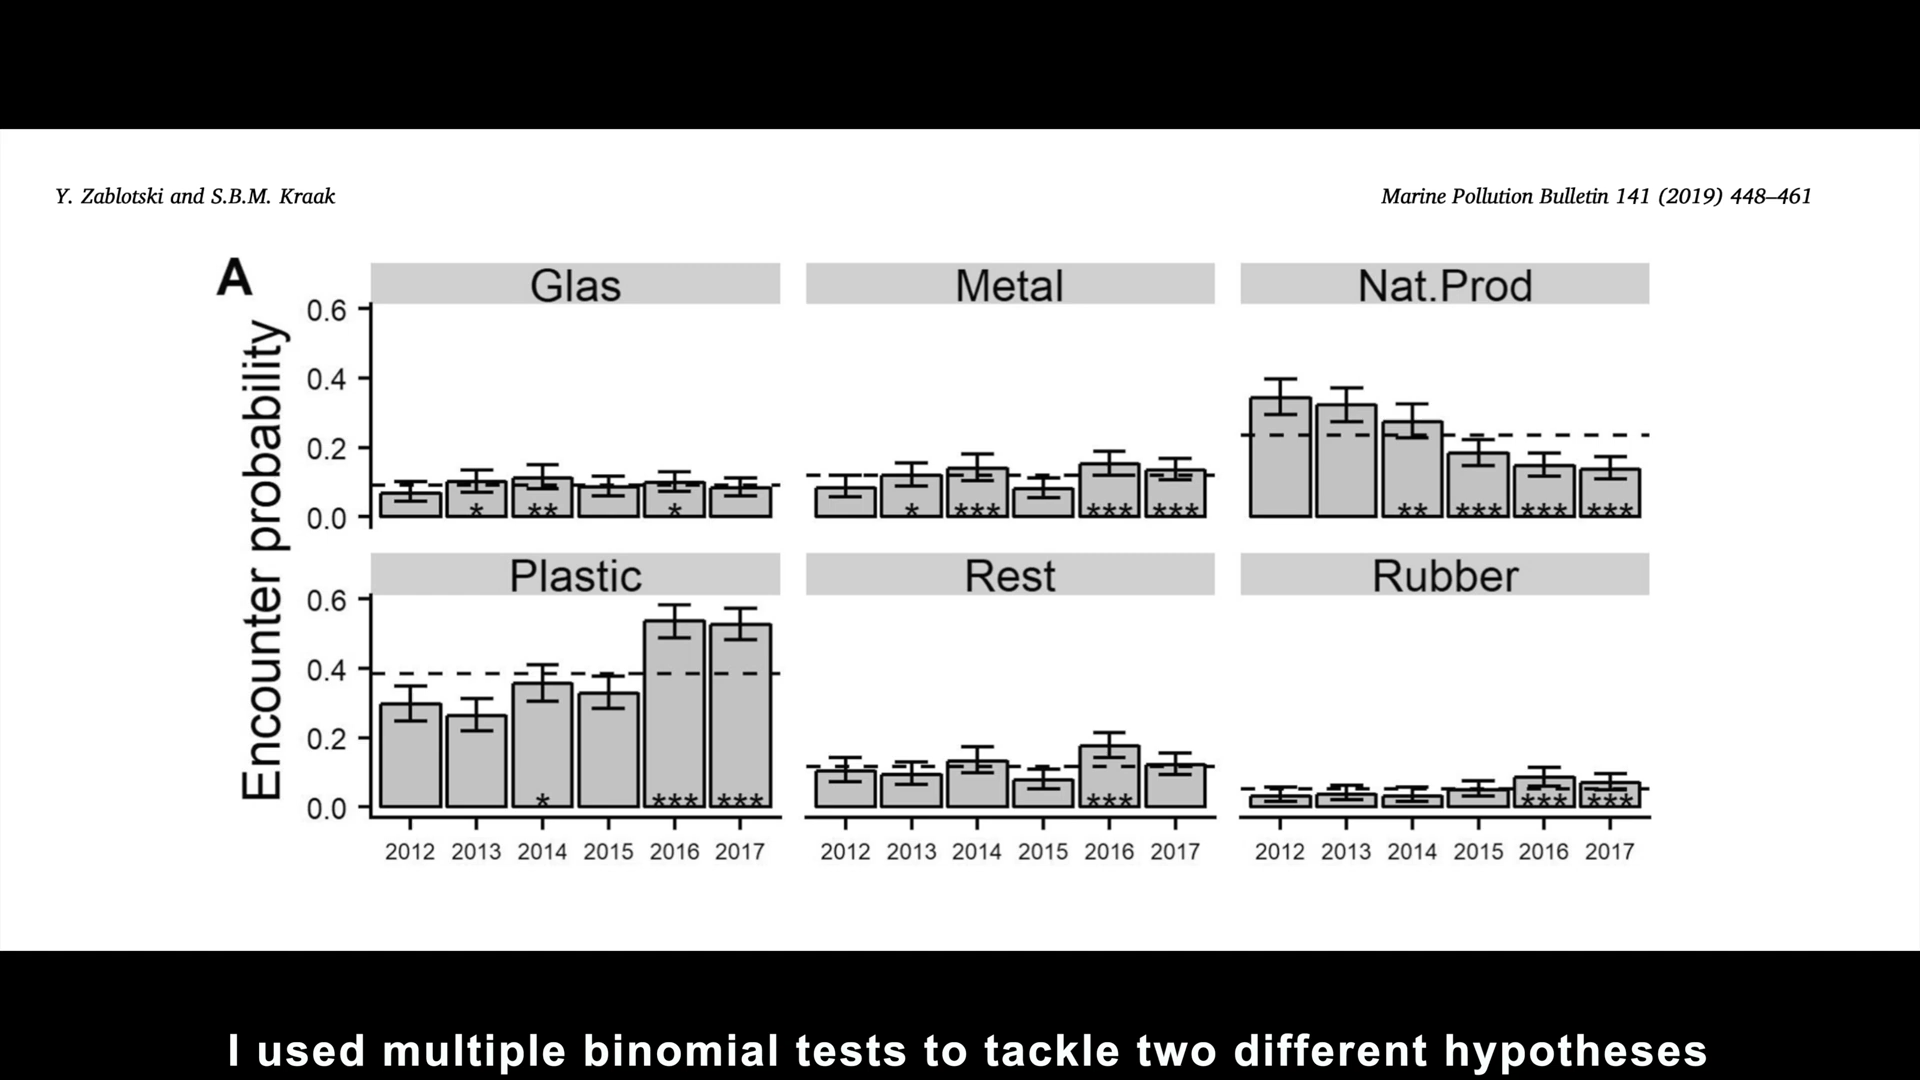 Y. Zablotski and S.B.M. Kraak
Marine Pollution Bulletin 141 (2019) 448–461
A
Encounter probability
Glas
Metal
Nat.Prod
0.6
0.4
0.2
0.0
* ** *
* *** *** ***
** *** *** ***
Plastic
Rest
Rubber
0.6
0.4
0.2
0.0
* *** ***
***
*** ***
2012 2013 2014 2015 2016 2017
2012 2013 2014 2015 2016 2017
2012 2013 2014 2015 2016 2017
I used multiple binomial tests to tackle two different hypotheses